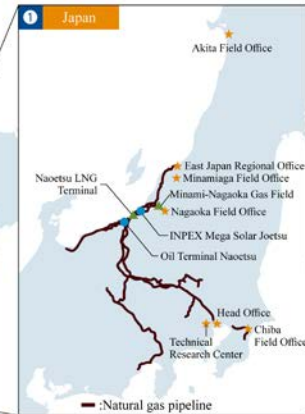 1 Japan
Akita Field Office
East Japan Regional Office
Minamiaga Field Office
Naoetsu LNG
Terminal
Minami-Nagaoka Gas Field
Nagaoka Field Office
INPEX Mega Solar Joetsu
Oil Terminal Naoetsu
Head Office
Technical
Research Center
Chiba
Field Office
:Natural gas pipeline